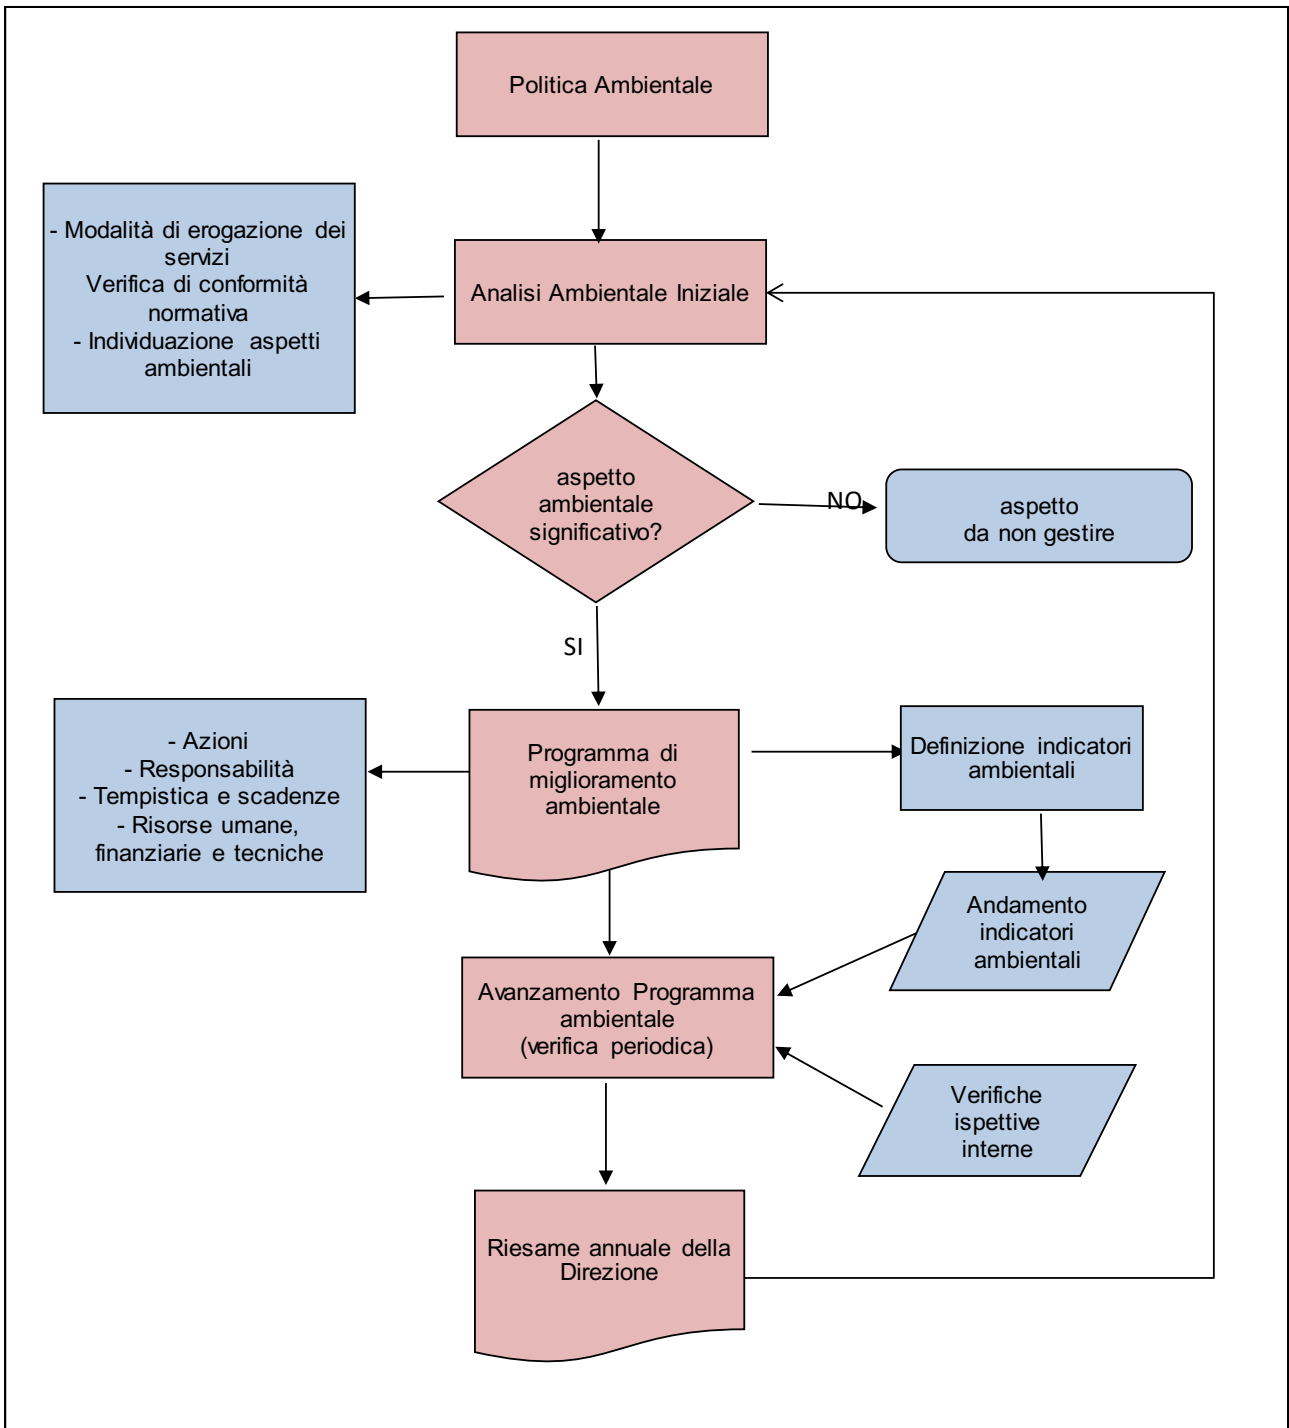 Politica Ambientale
- Modalità di erogazione dei
servizi
Verifica di conformità
normativa
- Individuazione aspetti
ambientali
Analisi Ambientale Iniziale
aspetto
ambientale
significativo?
NO
aspetto
da non gestire
SI
- Azioni
- Responsabilità
- Tempistica e scadenze
- Risorse umane,
finanziarie e tecniche
Programma di
miglioramento
ambientale
Definizione indicatori
ambientali
Andamento
indicatori
ambientali
Avanzamento Programma
ambientale
(verifica periodica)
Verifiche
ispettive
interne
Riesame annuale della
Direzione